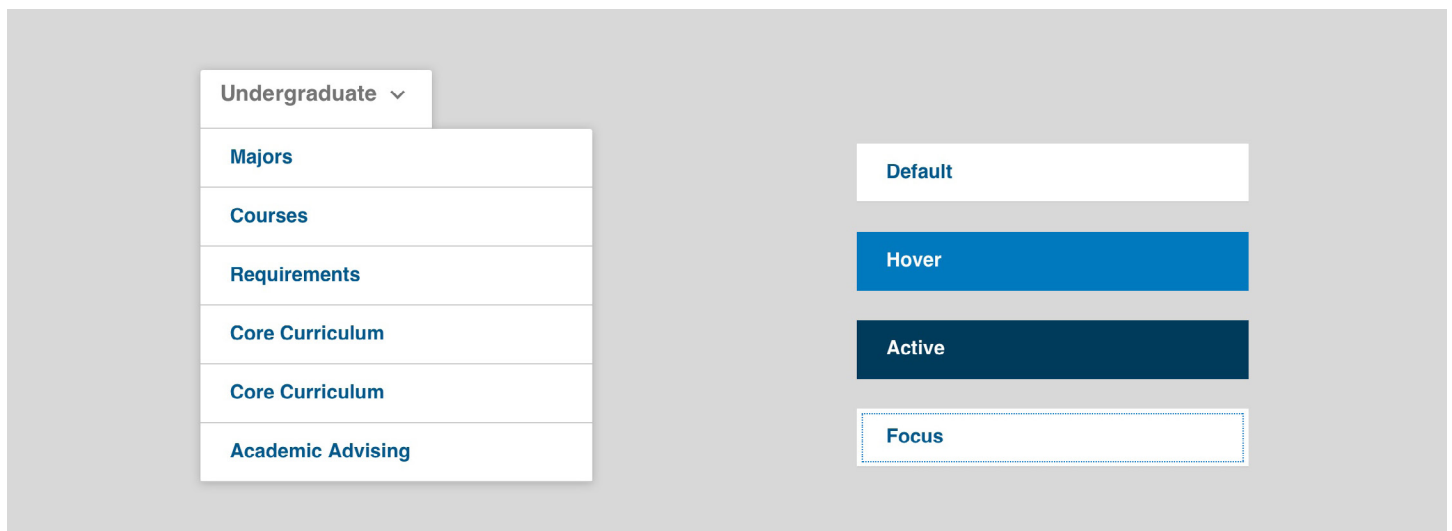 Undergraduate
Majors
Courses
Requirements
Core Curriculum
Core Curriculum
Academic Advising
Default
Hover
Active
Focus